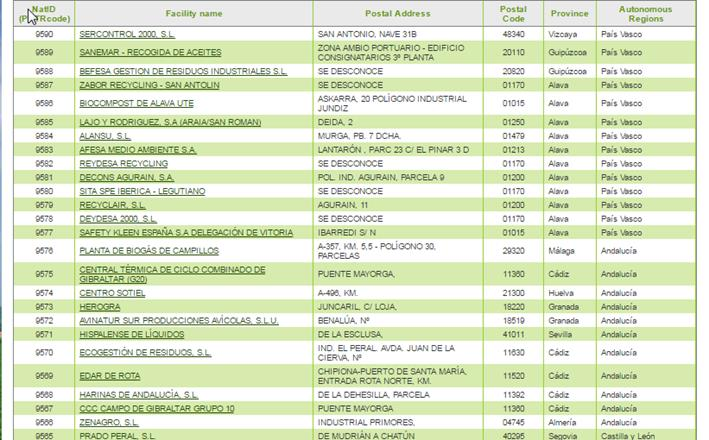 NatID Facility name Postal Address Postal Code Province Autonomous Regions
9590 SERCONTROL 2000, S.L. SAN ANTONIO, NAVE 31B 48340 Vizcaya País Vasco
9589 SANEMAR - RECOGIDA DE ACEITES ZONA AMBIO PORTUARIO - EDIFICIO CONSIGNATARIOS 3ª PLANTA 20110 Guipúzcoa País Vasco
9588 BEFESA GESTION DE RESIDUOS INDUSTRIALES S.L. SE DESCONOCE 20820 Guipúzcoa País Vasco
9587 ZABOR RECYCLING - SAN ANTOLIN SE DESCONOCE 01170 Alava País Vasco
9586 BIOCOMPOST DE ALAVA UTE ASKARRA, 20 POLÍGONO INDUSTRIAL JUNDIZ 01015 Alava País Vasco
9585 LAJO Y RODRIGUEZ, S.A (ARAIA/SAN ROMAN) DEIDA, 2 01250 Alava País Vasco
9584 ALANSU, S.L. MURGA, PB. 7 DCHA. 01479 Alava País Vasco
9583 AFESA MEDIO AMBIENTE S.A. LANTARÓN , PARC 23 C/ EL PINAR 3 D 01213 Alava País Vasco
9582 REYDESA RECYCLING SE DESCONOCE 01170 Alava País Vasco
9581 DECONS AGURAIN, S.A. POL. IND. AGURAIN, PARCELA 9 01200 Alava País Vasco
9580 SITA SPE IBERICA - LEGUTIANO SE DESCONOCE 01170 Alava País Vasco
9579 RECYCLAIR, S.L. AGURAIN, 11 01200 Alava País Vasco
9578 DEYDESA 2000, S.L. SE DESCONOCE 01170 Alava País Vasco
9577 SAFETY KLEEN ESPAÑA S.A DELEGACIÓN DE VITORIA IBARREDI S/ N 01015 Alava País Vasco
9576 PLANTA DE BIOGÁS DE CAMPILLOS A-357, KM. 5,5 - POLÍGONO 30, PARCELAS 29320 Málaga Andalucía
9575 CENTRAL TÉRMICA DE CICLO COMBINADO DE GIBRALTAR (G20) PUENTE MAYORGA, 11360 Cádiz Andalucía
9574 CENTRO SOTIEL A-496, KM. 21300 Huelva Andalucía
9573 HEROGRA JUNCARIL, C/ LOJA, 18220 Granada Andalucía
9572 AVINATUR SUR PRODUCCIONES AVÍCOLAS, S.L.U. BENALÚA, Nº 18519 Granada Andalucía
9571 HISPALENSE DE LÍQUIDOS DE LA ESCLUSA, 41011 Sevilla Andalucía
9570 ECOGESTIÓN DE RESIDUOS, S.L. IND. EL PERAL. AVDA. JUAN DE LA CIERVA, Nº 11630 Cádiz Andalucía
9569 EDAR DE ROTA CHIPIONA-PUERTO DE SANTA MARÍA, ENTRADA ROTA NORTE, KM. 11520 Cádiz Andalucía
9568 HARINAS DE ANDALUCÍA, S.L. DE LA DEHESILLA, PARCELA 11392 Cádiz Andalucía
9567 CCC CAMPO DE GIBRALTAR GRUPO 10 PUENTE MAYORGA 11360 Cádiz Andalucía
9566 ZENAGRO, S.L. INDUSTRIAL PRIMORES, 04745 Almería Andalucía
9565 PRADO PERAL, S.L. DE MUDRIÁN A CHATÚN 40295 Segovia Castilla y León